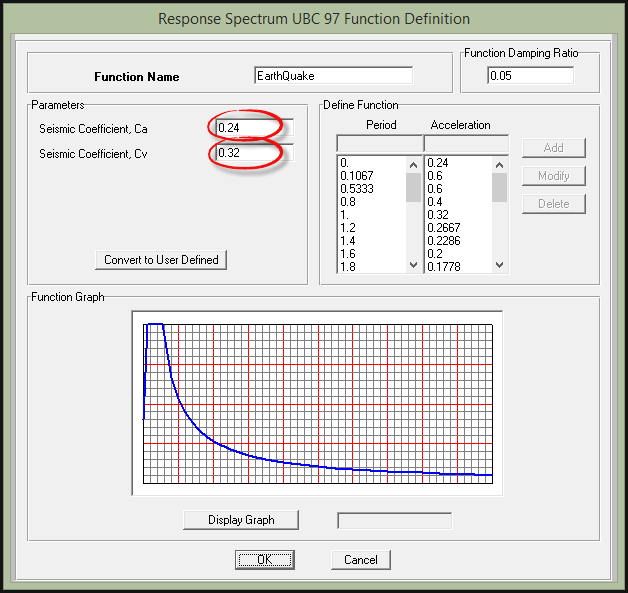 Response Spectrum UBC 97 Function Definition
Function Damping Ratio
Function Name
EarthQuake
0.05
Parameters
Seismic Coefficient, Ca
0.24
Seismic Coefficient, Cv
0.32
Convert to User Defined
Define Function
Period Acceleration
0. 0.24
0.1067 0.6
0.5333 0.6
0.8 0.4
1. 0.32
1.2 0.2667
1.4 0.2286
1.6 0.2
1.8 0.1778
Add
Modify
Delete
Function Graph
Display Graph
OK Cancel